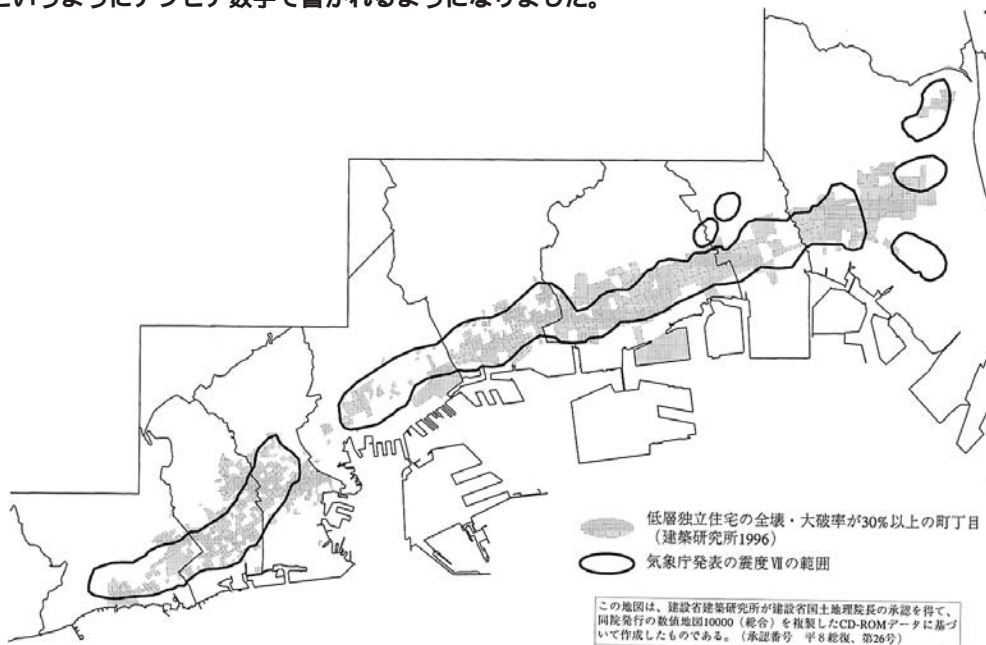 というようにアラビア数字で書かれるようになりました。
低層独立住宅の全壊・大破率が30%以上の町丁目
(建築研究所1996)
気象庁発表の震度Ⅶの範囲
この地図は、建設省建築研究所が建設省国土地理院長の承認を得て、
同院発行の数値地図10000(総合)を複製したCD-ROMデータに基づ
いて作成したものである。(承認番号 平8総復、第26号)